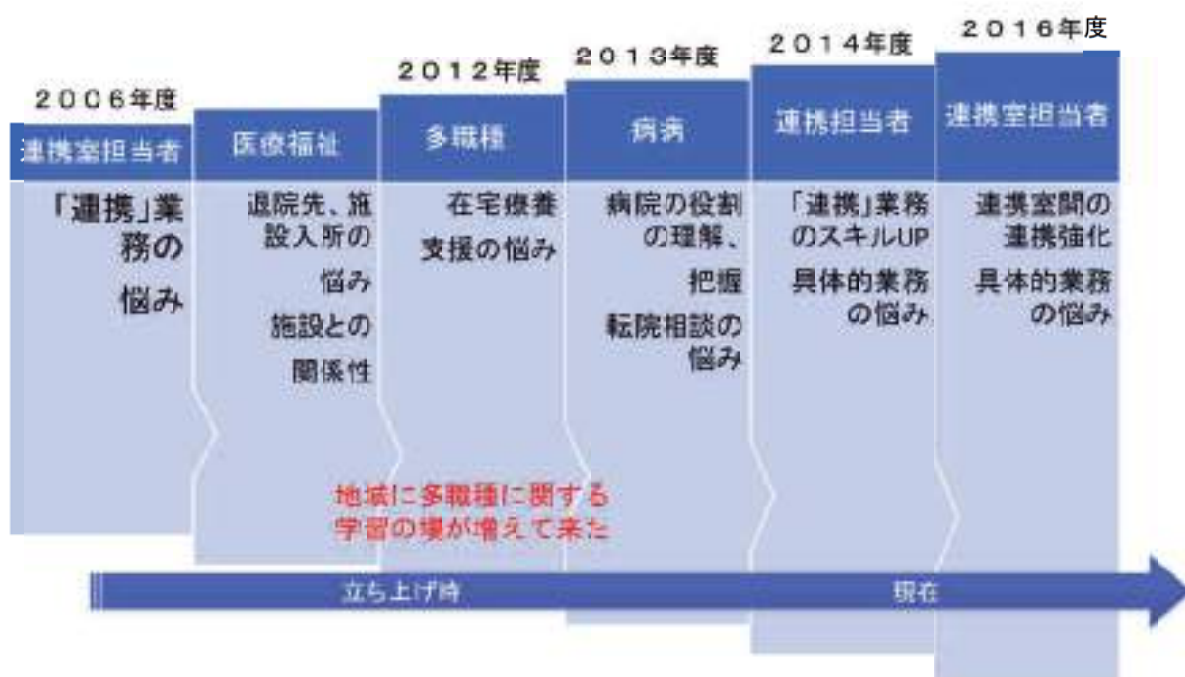 2006年度
連携室担当者
「連携」業
務の
悩み
医療福祉
退院先、施
設入所の
悩み
施設との
関係性
2012年度
多職種
在宅療養
支援の悩み
2013年度
病病
病院の役割
の理解、
把握
転院相談の
悩み
2014年度
連携担当者
「連携」業務
のスキルUP
具体的業務
の悩み
2016年度
連携室担当者
連携室間の
連携強化
具体的業務
の悩み
地域に多職種に関する
学習の場が増えて来た
立ち上げ時
現在